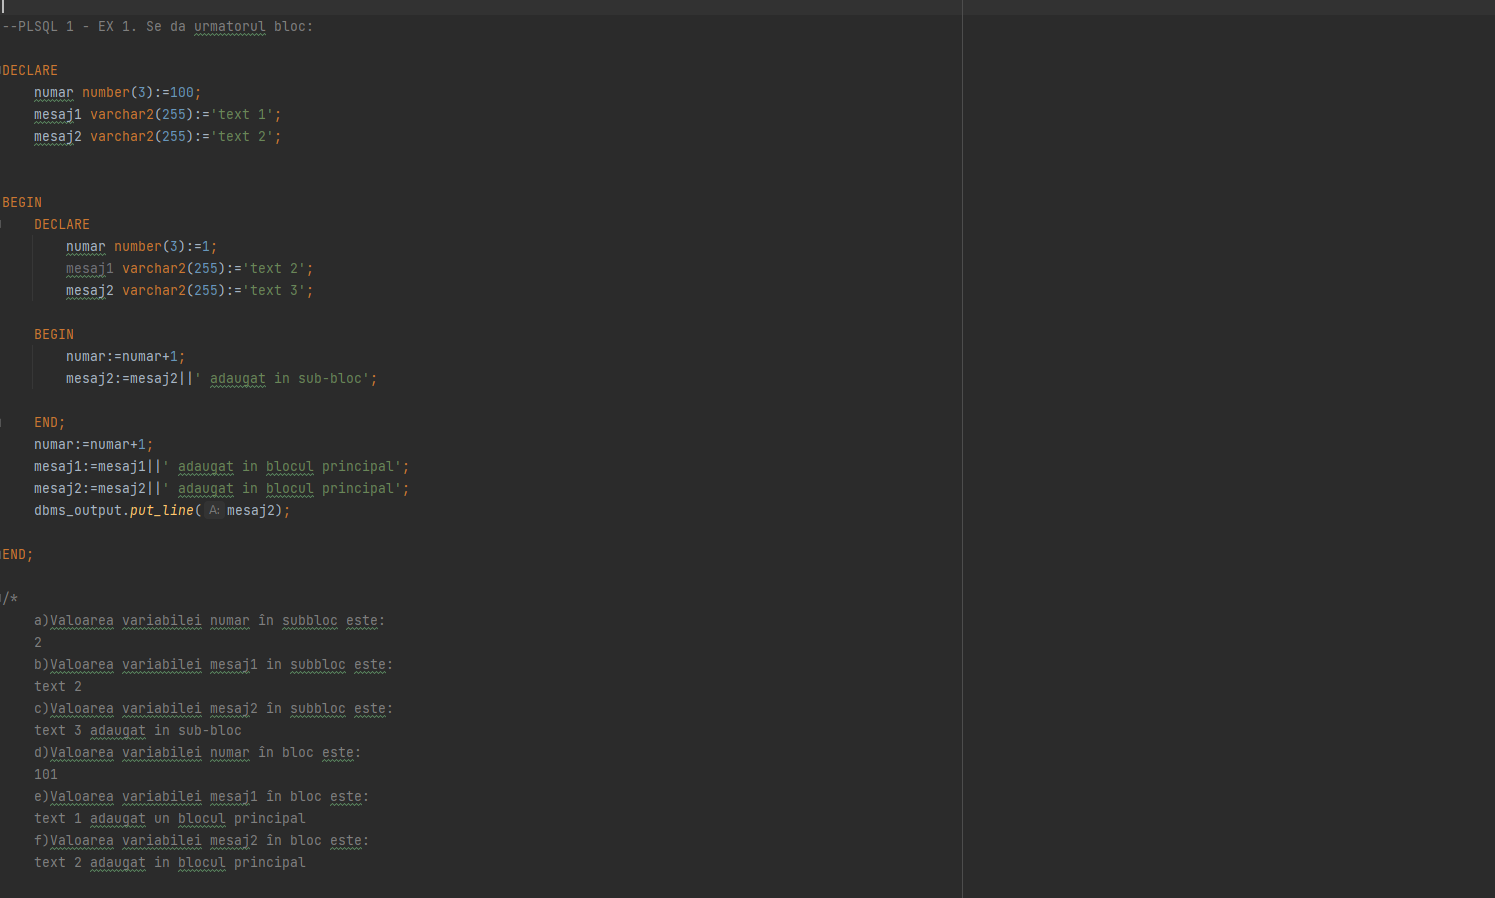 --PLSQL 1 - EX 1. Se da urmatorul bloc:
DECLARE
numar number(3):=100;
mesaj1 varchar2(255):='text 1';
mesaj2 varchar2(255):='text 2';
BEGIN
DECLARE
numar number(3):=1;
mesaj1 varchar2(255):='text 2';
mesaj2 varchar2(255):='text 3';
BEGIN
numar:=numar+1;
mesaj2:=mesaj2||' adaugat in sub-bloc';
END;
numar:=numar+1;
mesaj1:=mesaj1||' adaugat in blocul principal';
mesaj2:=mesaj2||' adaugat in blocul principal';
dbms_output.put_line( A: mesaj2);
END;
/*
a)Valoarea variabilei numar în subbloc este:
2
b)Valoarea variabilei mesaj1 in subbloc este:
text 2
c)Valoarea variabilei mesaj2 în subbloc este:
text 3 adaugat in sub-bloc
d)Valoarea variabilei numar în bloc este:
101
e)Valoarea variabilei mesaj1 în bloc este:
text 1 adaugat un blocul principal
f)Valoarea variabilei mesaj2 în bloc este:
text 2 adaugat in blocul principal